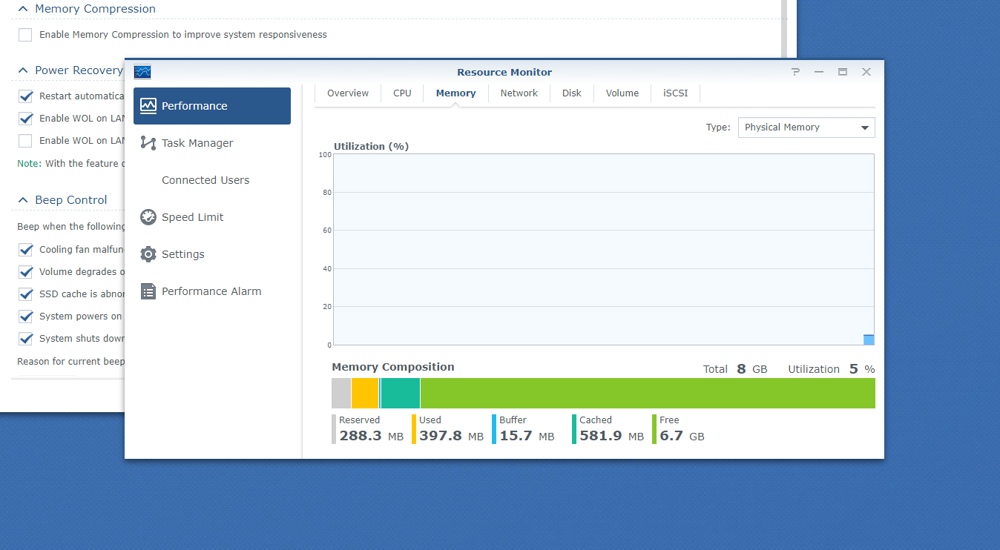 Memory Compression
Enable Memory Compression to improve system responsiveness
Power Recovery
Restart automatica
Enable WOL on LAN
Enable WOL on LAN
Note: With the feature
Beep Control
Beep when the following
Cooling fan malfun
Volume degrades o
SSD cache is abnor
System powers on
System shuts down
Reason for current beep
Resource Monitor
Performance
Task Manager
Connected Users
Speed Limit
Settings
Performance Alarm
Overview CPU Memory Network Disk Volume iSCSI
Type: Physical Memory
Utilization (%)
100
80
60
40
20
0
Memory Composition Total 8 GB Utilization 5 %
Reserved Used Buffer Cached Free
288.3 MB 397.8 MB 15.7 MB 581.9 MB 6.7 GB